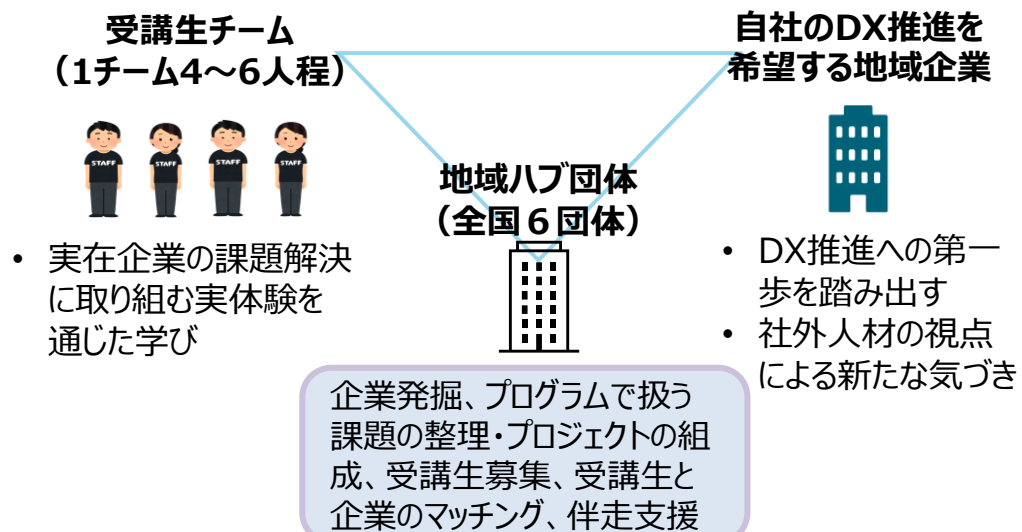 受講生チーム
（1チーム4～6人程）
STAFF
STAFF
STAFF
STAFF
• 実在企業の課題解決
に取り組む実体験を
通じた学び
地域ハブ団体
（全国６団体）
企業発掘、プログラムで扱う
課題の整理・プロジェクトの組
成、受講生募集、受講生と
企業のマッチング、伴走支援
自社のDX推進を
希望する地域企業
• DX推進への第一
歩を踏み出す
• 社外人材の視点
による新たな気づき